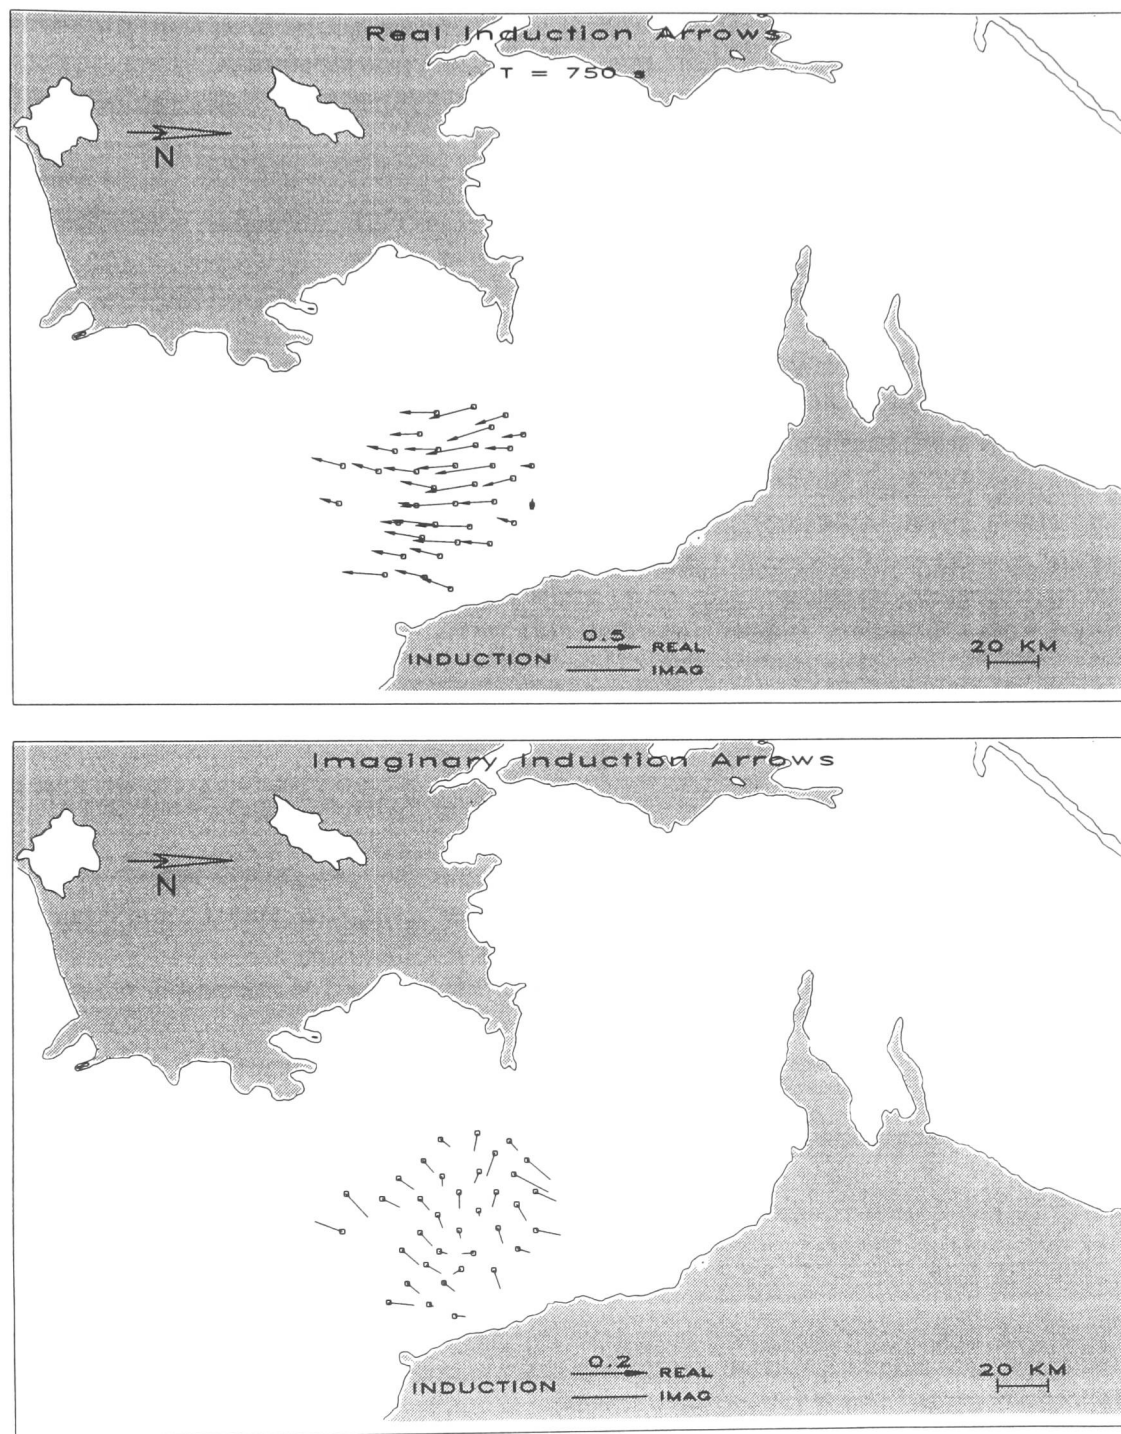 Real Induction Arrows
T = 750 s
N
0.5
INDUCTION
REAL
IMAG
20 KM
Imaginary Induction Arrows
N
0.2
INDUCTION
REAL
IMAG
20 KM